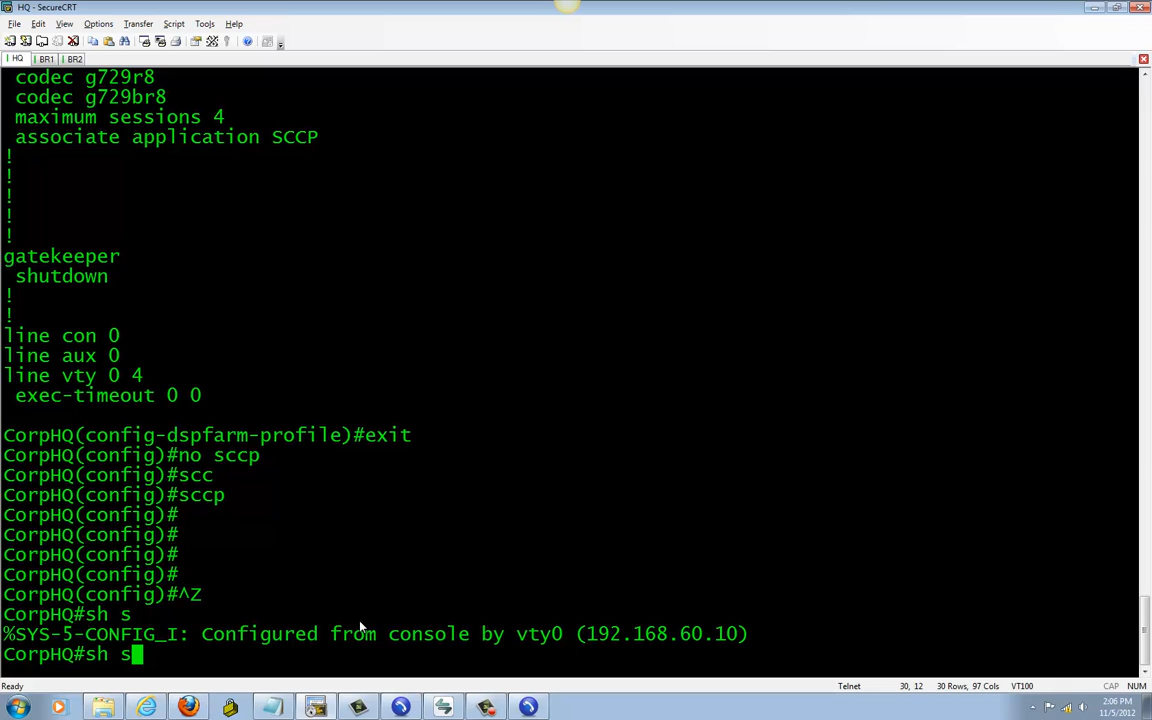 HQ - SecureCRT
File Edit View Options Transfer Script Tools Help
HQ BR1 BR2
codec g729r8
codec g729br8
maximum sessions 4
associate application SCCP
!
!
!
!
!
gatekeeper
shutdown
!
!
line con 0
line aux 0
line vty 0 4
exec-timeout 0 0
CorpHQ(config-dspfarm-profile)#exit
CorpHQ(config)#no sccp
CorpHQ(config)#scc
CorpHQ(config)#sccp
CorpHQ(config)#
CorpHQ(config)#
CorpHQ(config)#
CorpHQ(config)#
CorpHQ(config)#^Z
CorpHQ#sh s
%SYS-5-CONFIG_I: Configured from console by vty0 (192.168.60.10)
CorpHQ#sh s
Ready Telnet 30, 12 30 Rows, 97 Cols VT100 CAP NUM
2:06 PM
11/5/2012